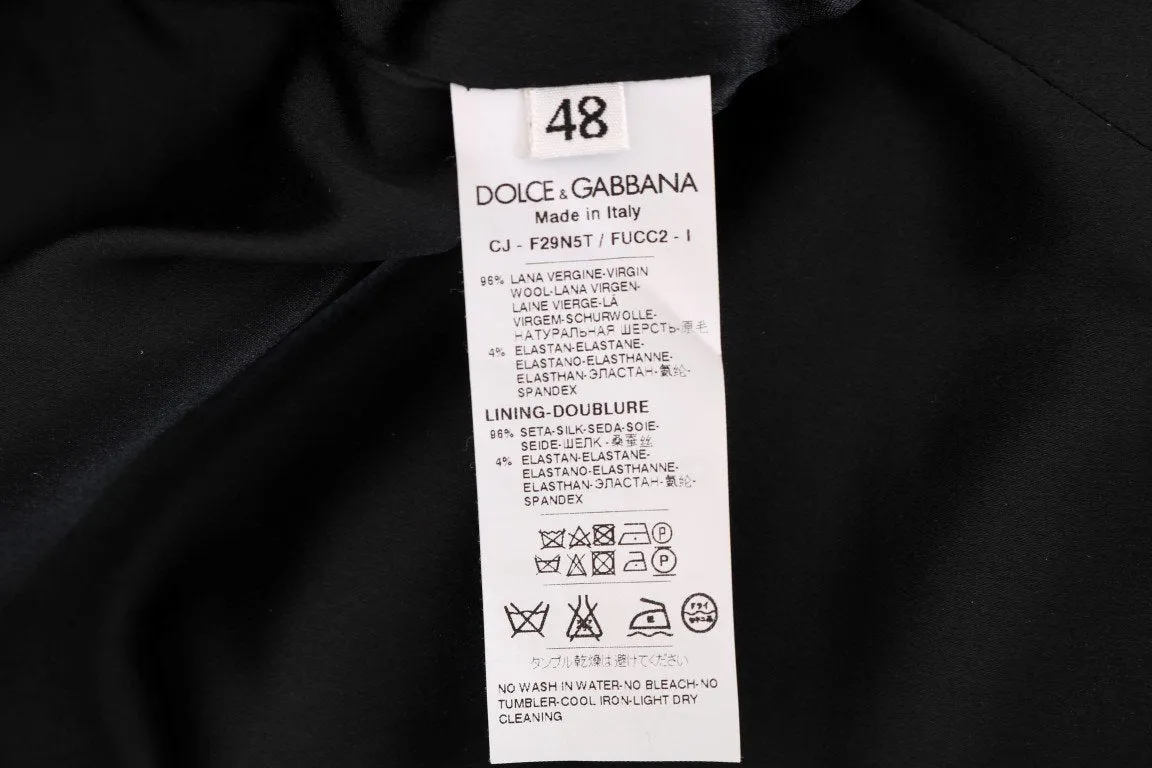 48
DOLCE & GABBANA
Made in Italy
CJ - F29N5T / FUCC2 - I
96% LANA VERGINE-VIRGIN
WOOL-LANA VIRGEN-
LAINE VIERGE-LÀ
VIRGEM-SCHURWOLLE-
НАТУРАЛЬНАЯ ШЕРСТЬ-原毛
4% ELASTAN-ELASTANE-
ELASTANO-ELASTHANNE-
ELASTHAN-ЭЛАСТАН-氨纶-
SPANDEX
LINING-DOUBLURE
96% SETA-SILK-SEDA-SOIE-
SEIDE-ШЕЛК-桑蚕丝
4% ELASTAN-ELASTANE-
ELASTANO-ELASTHANNE-
ELASTHAN-ЭЛАСТАН-氨纶-
SPANDEX
P
P
ドライ
タンブル乾燥は避けてください
NO WASH IN WATER-NO BLEACH-NO
TUMBLER-COOL IRON-LIGHT DRY
CLEANING